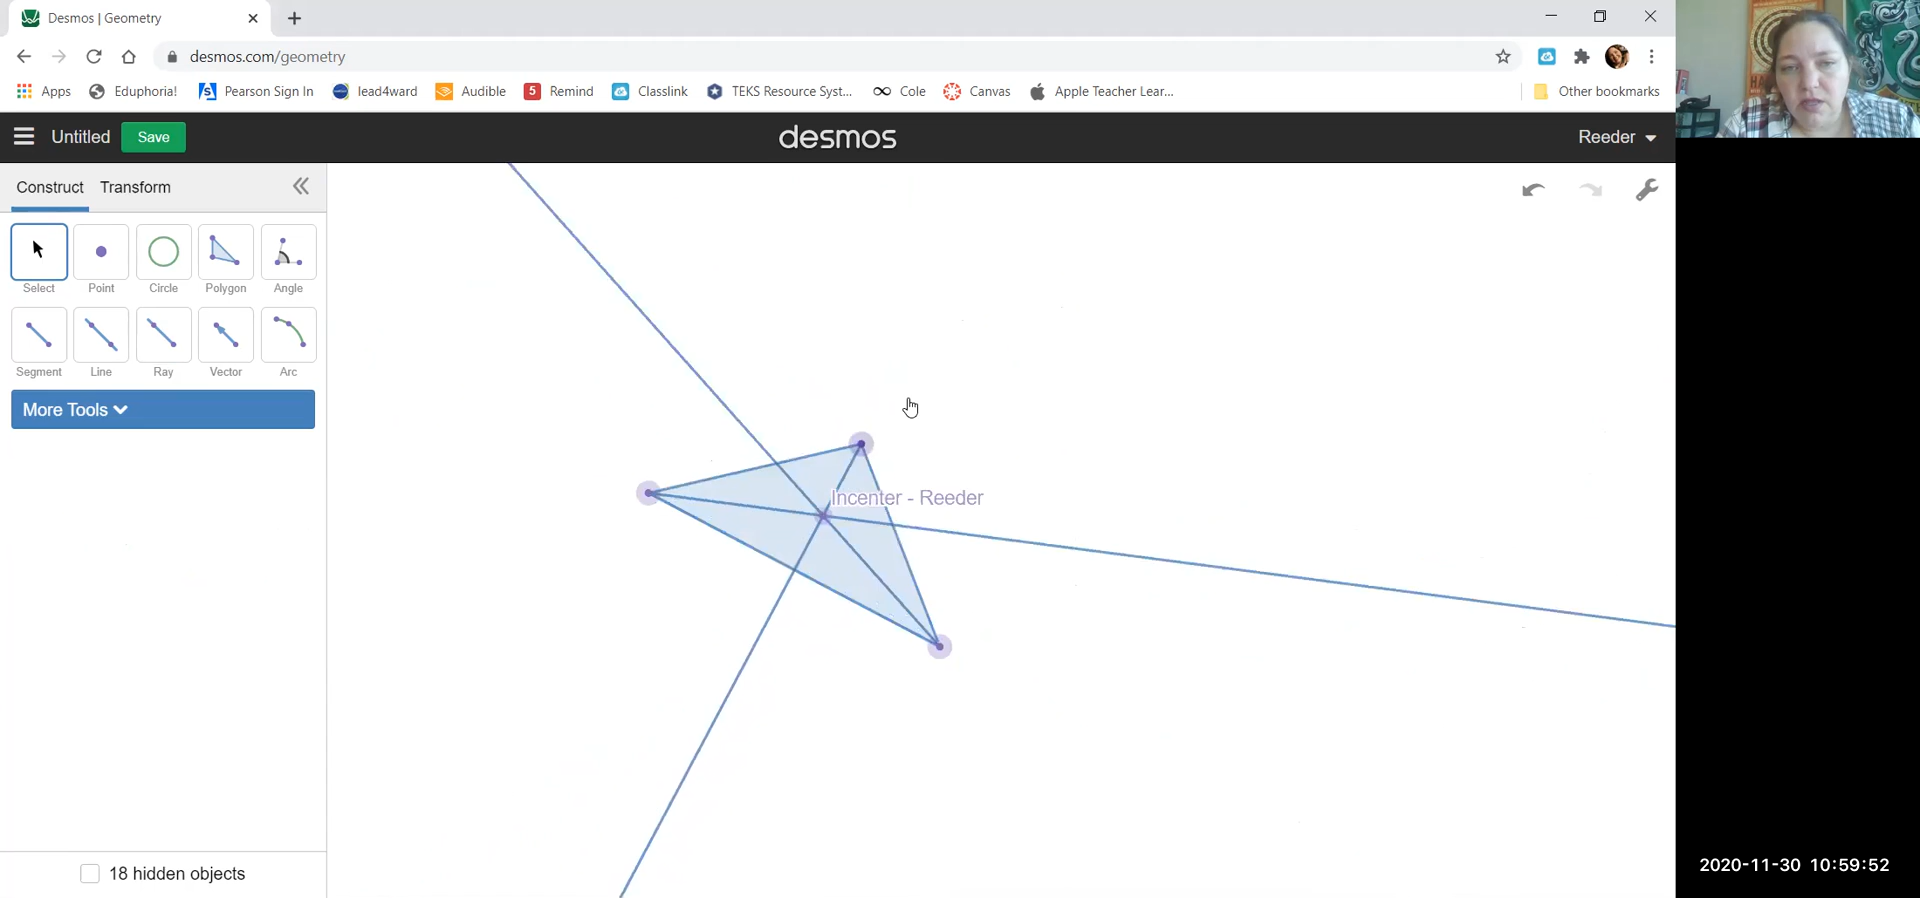 Desmos | Geometry
desmos.com/geometry
Apps Eduphoria! Pearson Sign In lead4ward Audible 5 Remind Classlink TEKS Resource Syst... Cole Canvas Apple Teacher Lear... Other bookmarks
Untitled Save desmos Reeder
Construct Transform
Select Point Circle Polygon Angle
Segment Line Ray Vector Arc
More Tools
Incenter - Reeder
18 hidden objects
2020-11-30 10:59:52